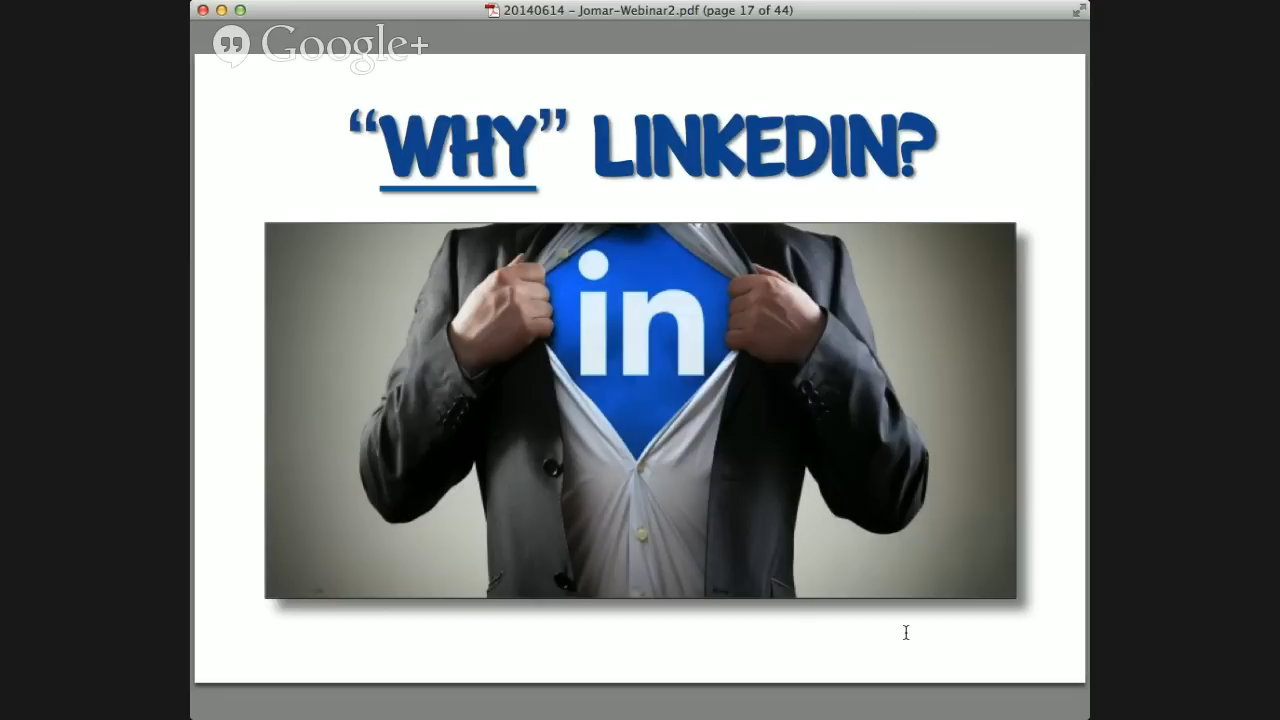 20140614 - Jomar-Webinar2.pdf (page 17 of 44)
Google+
“WHY” LINKEDIN?
in